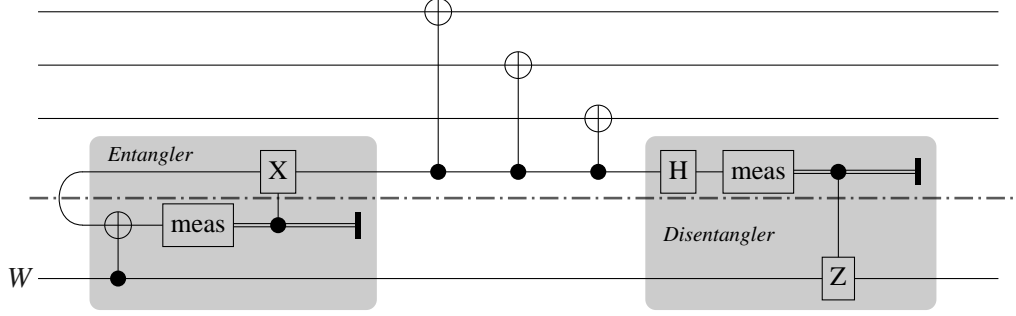 Entangler
X
H
meas
meas
Disentangler
W
Z